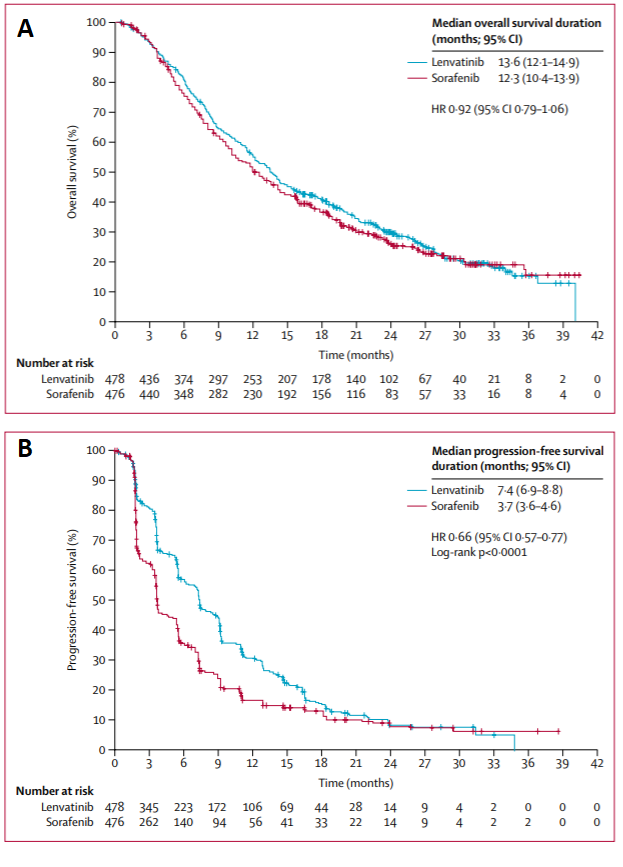 A
Median overall survival duration
(months; 95% CI)
Lenvatinib 13·6 (12·1–14·9)
Sorafenib 12·3 (10·4–13·9)
HR 0·92 (95% CI 0·79–1·06)
Overall survival (%)
100
90
80
70
60
50
40
30
20
10
0
0 3 6 9 12 15 18 21 24 27 30 33 36 39 42
Time (months)
Number at risk
Lenvatinib 478 436 374 297 253 207 178 140 102 67 40 21 8 2 0
Sorafenib 476 440 348 282 230 192 156 116 83 57 33 16 8 4 0
B
Median progression-free survival
duration (months; 95% CI)
Lenvatinib 7·4 (6·9–8·8)
Sorafenib 3·7 (3·6–4·6)
HR 0·66 (95% CI 0·57–0·77)
Log-rank p<0·0001
Progression-free survival (%)
100
90
80
70
60
50
40
30
20
10
0
0 3 6 9 12 15 18 21 24 27 30 33 36 39 42
Time (months)
Number at risk
Lenvatinib 478 345 223 172 106 69 44 28 14 9 4 2 0 0 0
Sorafenib 476 262 140 94 56 41 33 22 14 9 4 2 2 0 0